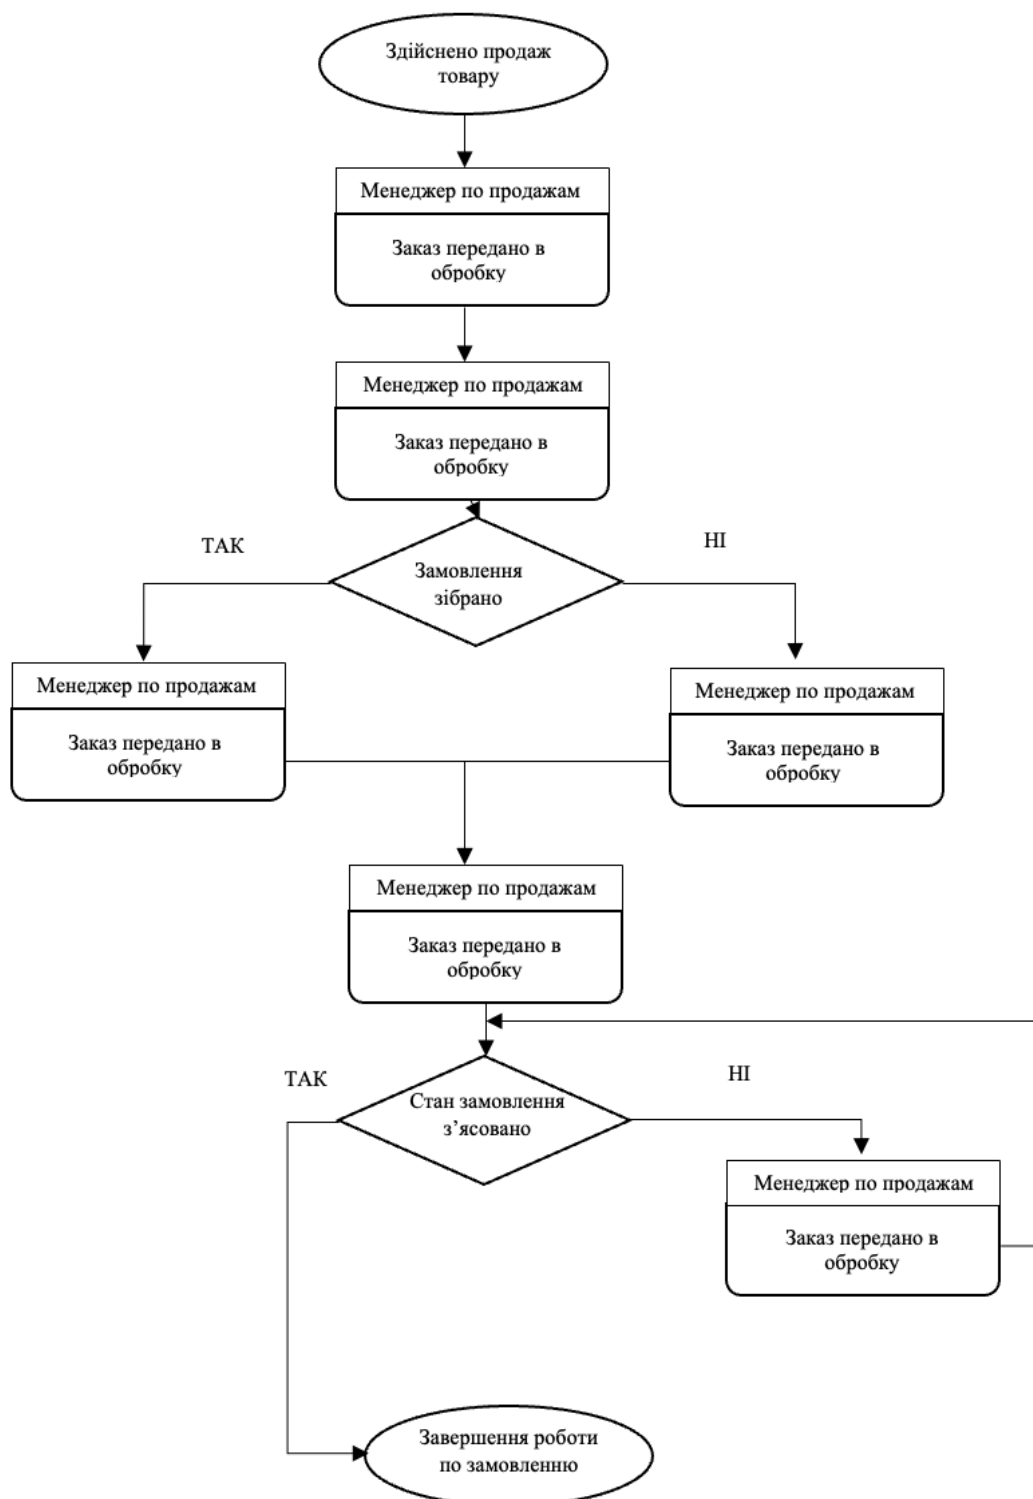 Здійснено продаж
товару
Менеджер по продажам
Заказ передано в
обробку
Менеджер по продажам
Заказ передано в
обробку
ТАК
НІ
Замовлення
зібрано
Менеджер по продажам
Заказ передано в
обробку
Менеджер по продажам
Заказ передано в
обробку
Менеджер по продажам
Заказ передано в
обробку
ТАК
НІ
Стан замовлення
з’ясовано
Менеджер по продажам
Заказ передано в
обробку
Завершення роботи
по замовленню